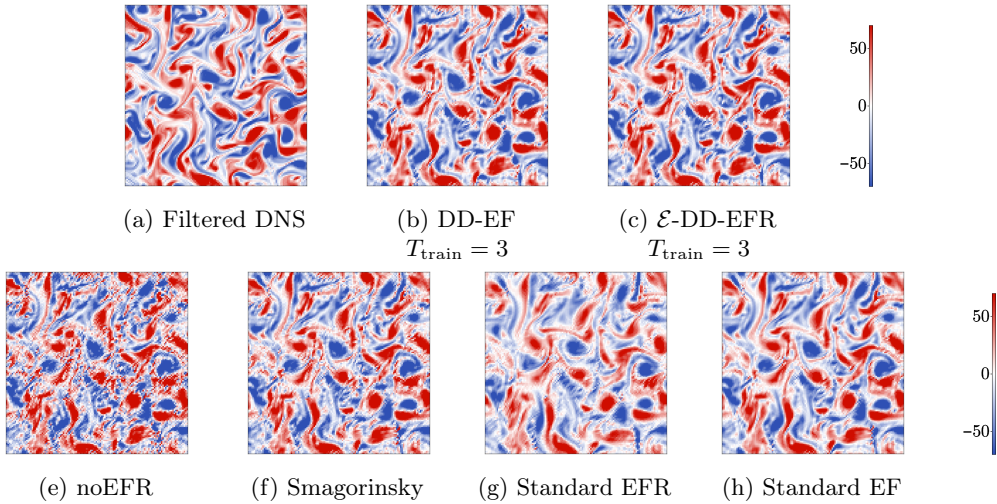 50
0
−50
(a) Filtered DNS
(b) DD-EF
T_train = 3
(c) ℰ-DD-EFR
T_train = 3
50
0
−50
(e) noEFR
(f) Smagorinsky
(g) Standard EFR
(h) Standard EF